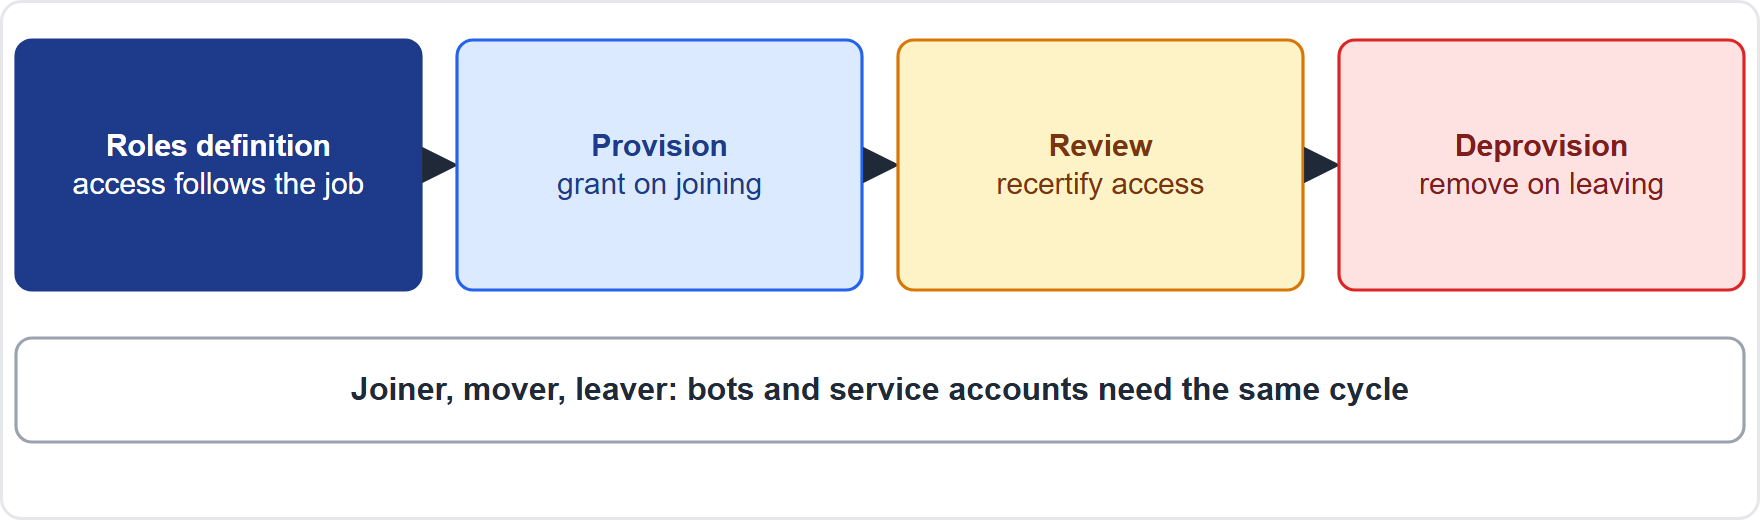 Roles definition
access follows the job
Provision
grant on joining
Review
recertify access
Deprovision
remove on leaving
Joiner, mover, leaver: bots and service accounts need the same cycle